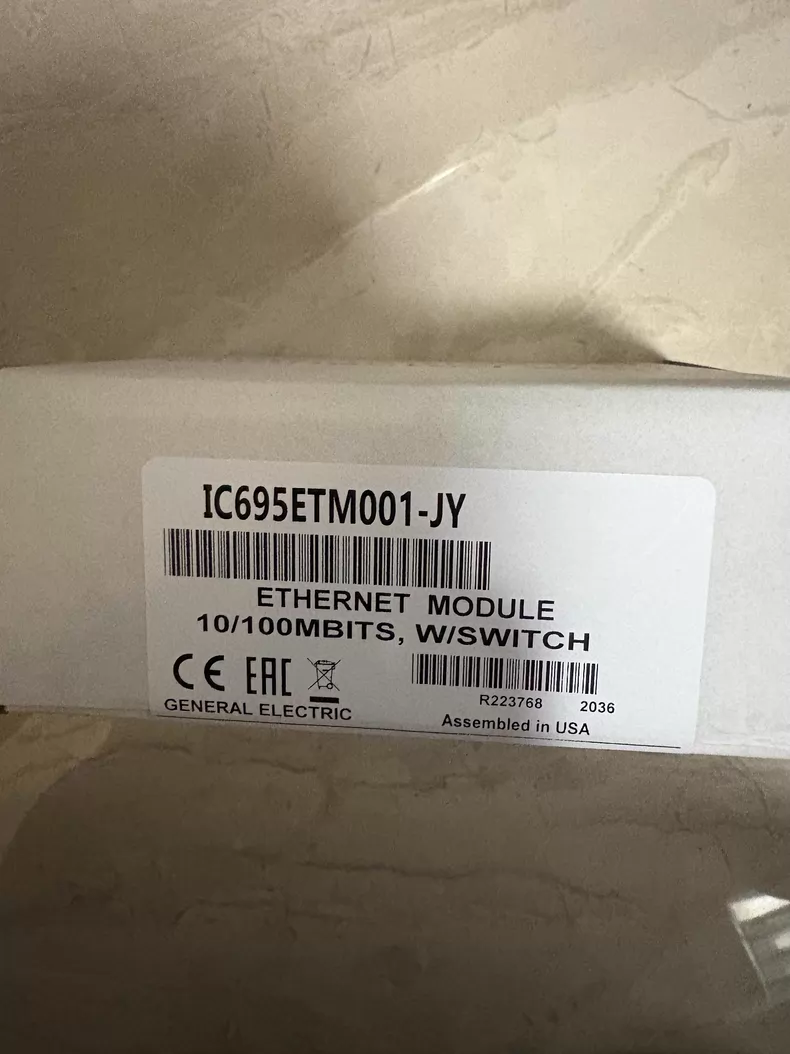 IC695ETM001-JY
ETHERNET MODULE
10/100MBITS, W/SWITCH
CE EAC
R223768 2036
GENERAL ELECTRIC
Assembled in USA